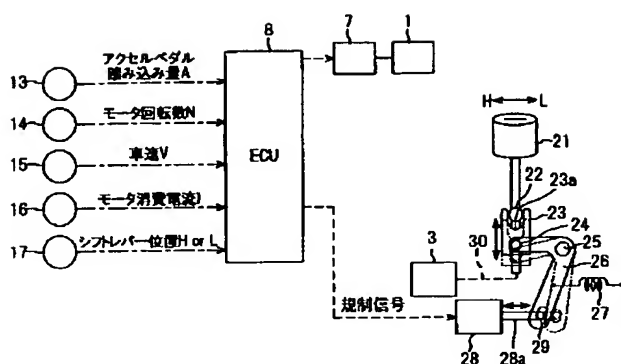 8
7
1
13
アクセルペダル
踏み込み量A
14
モータ回転数N
15
車速V
ECU
16
モータ消費電流I
17
シフトレバー位置H or L
規制信号
H L
21
22
23a
23
24
25
26
27
3
30
28
28a
29